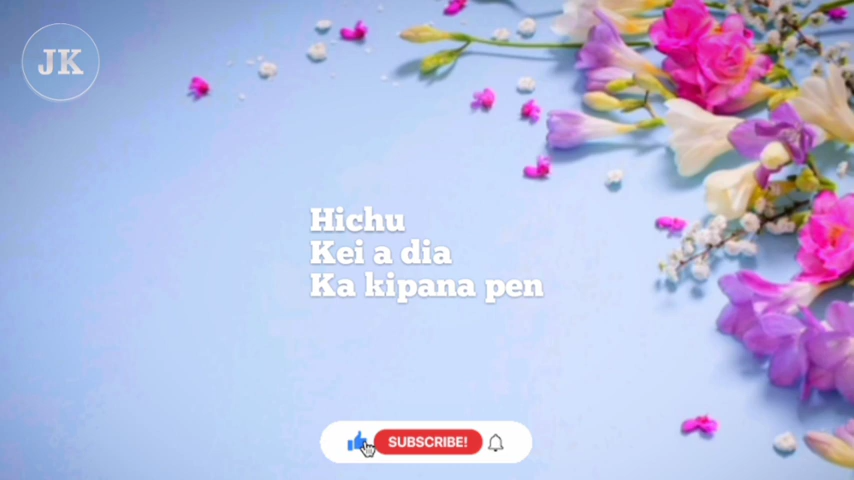 JK
Hichu
Kei a dia
Ka kipana pen
SUBSCRIBE!